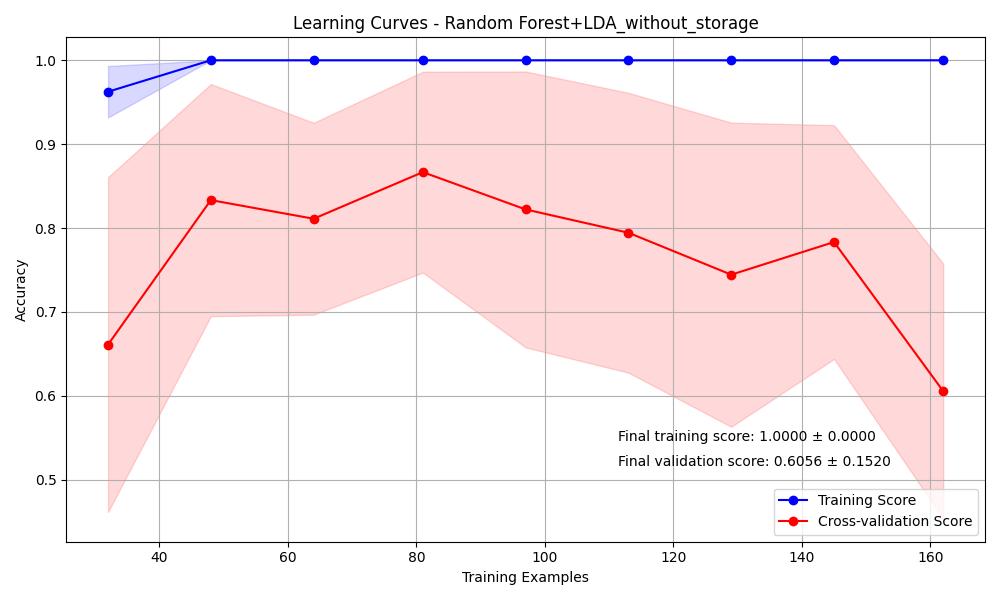 Learning Curves - Random Forest+LDA_without_storage
1.0
0.9
0.8
0.7
0.6
0.5
Accuracy
Final training score: 1.0000 ± 0.0000
Final validation score: 0.6056 ± 0.1520
Training Score
Cross-validation Score
40
60
80
100
120
140
160
Training Examples